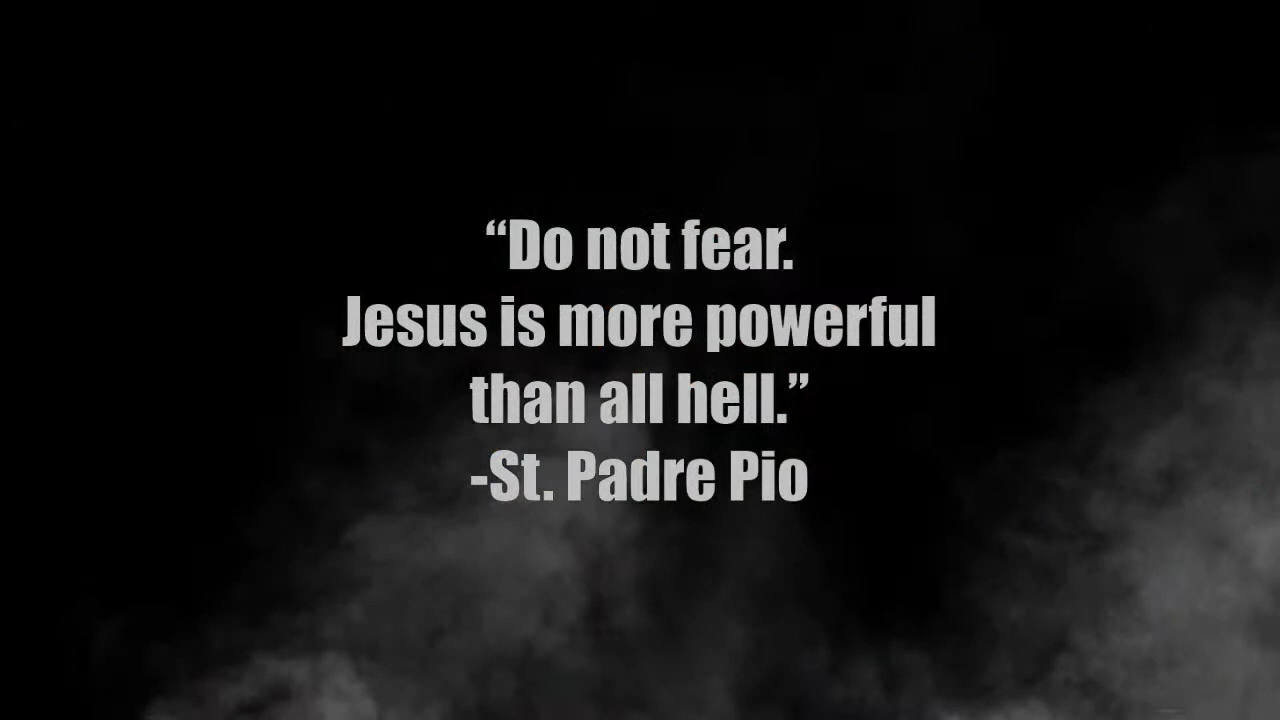 “Do not fear.
Jesus is more powerful
than all hell.”
-St. Padre Pio